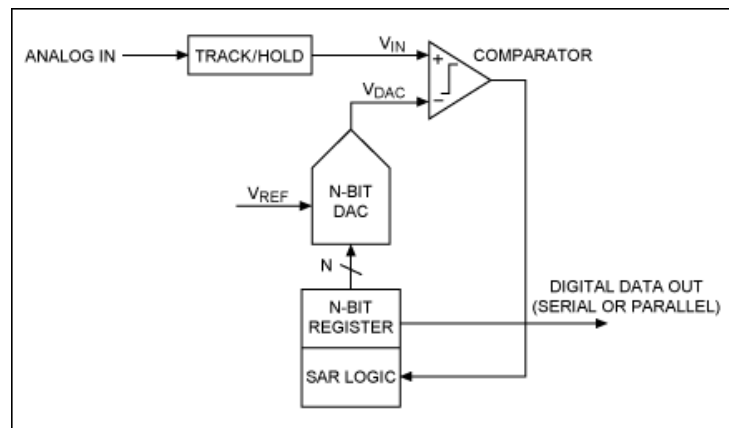 ANALOG IN
TRACK/HOLD
VIN
COMPARATOR
+
−
VDAC
VREF
N-BIT
DAC
N
N-BIT
REGISTER
DIGITAL DATA OUT
(SERIAL OR PARALLEL)
SAR LOGIC